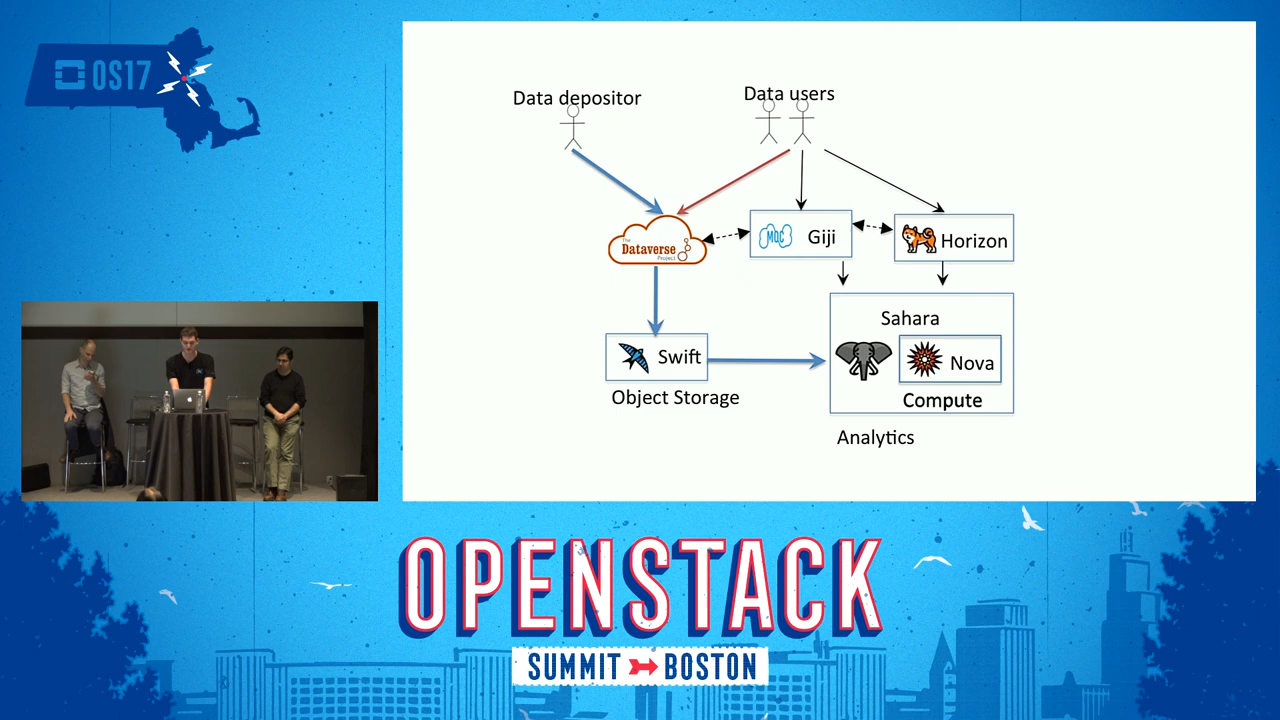 OS17
Data depositor
Data users
The
Dataverse
Project
MOC
Giji
Horizon
Sahara
Swift
Nova
Object Storage
Compute
Analytics
OPENSTACK
SUMMIT BOSTON